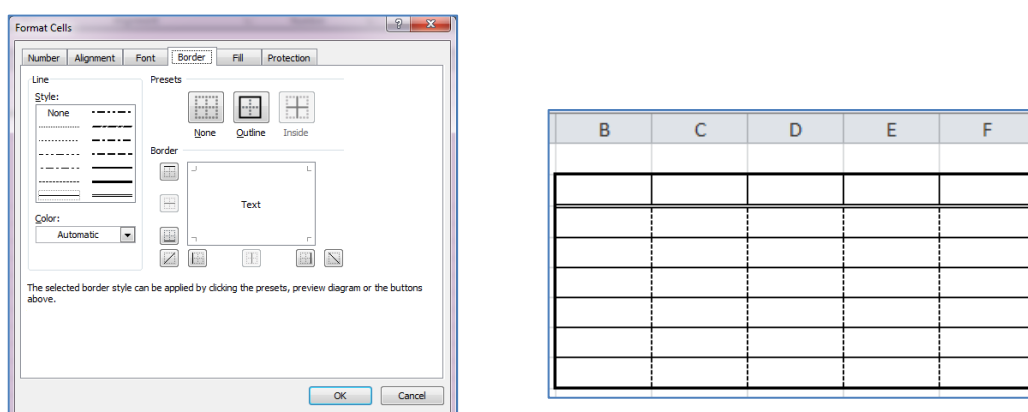 Format Cells
Number Alignment Font Border Fill Protection
Line
Style:
None
Color:
Automatic
Presets
None Outline Inside
Border
Text
The selected border style can be applied by clicking the presets, preview diagram or the buttons
above.
OK Cancel
B C D E F